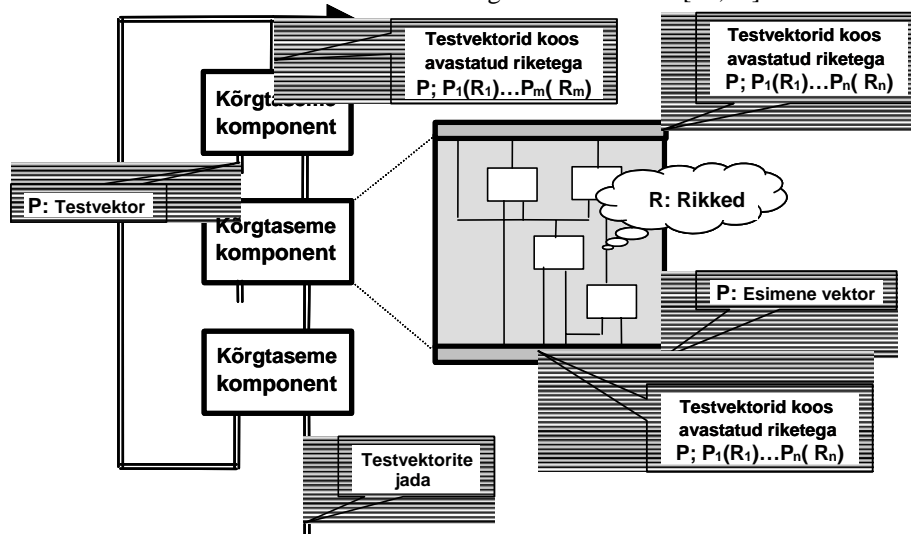 Testvektorid koos
avastatud riketega
P; P₁(R₁)…Pₘ( Rₘ)
Testvektorid koos
avastatud riketega
P; P₁(R₁)…Pₙ( Rₙ)
Kõrgtaseme
komponent
P: Testvektor
R: Rikked
Kõrgtaseme
komponent
P: Esimene vektor
Kõrgtaseme
komponent
Testvektorid koos
avastatud riketega
P; P₁(R₁)…Pₙ( Rₙ)
Testvektorite
jada